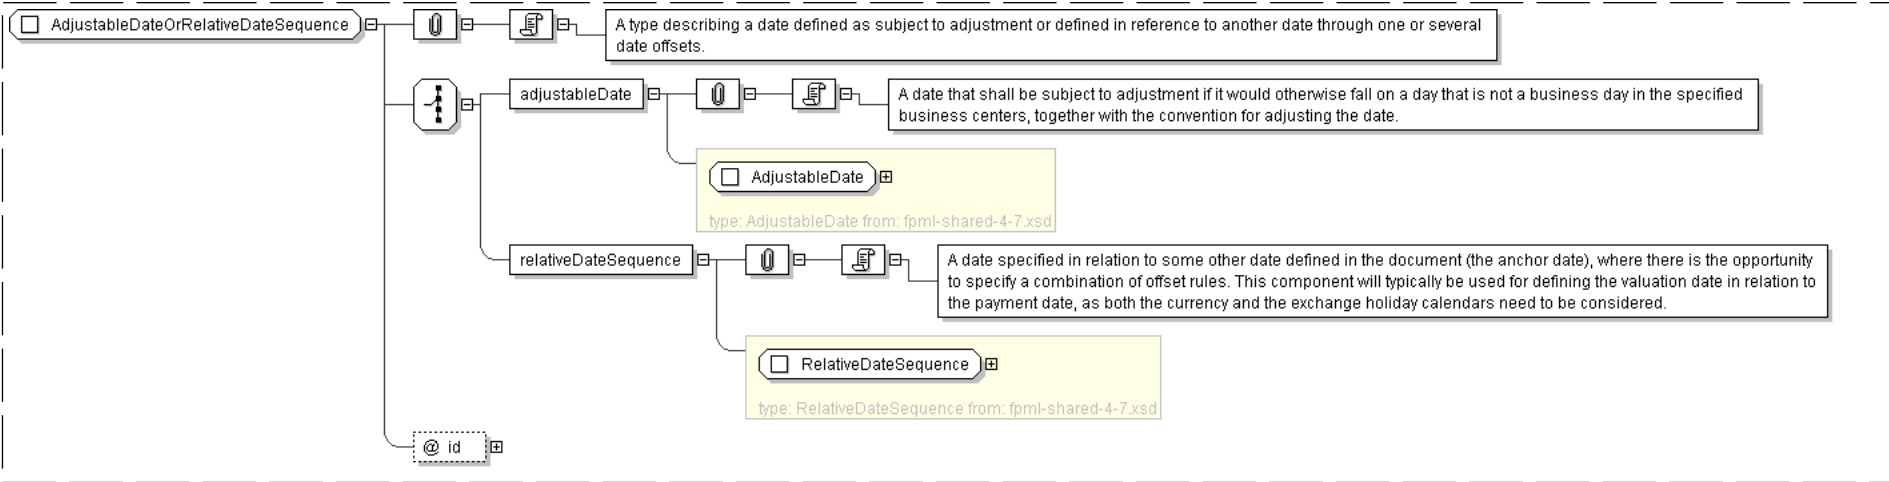 AdjustableDateOrRelativeDateSequence
A type describing a date defined as subject to adjustment or defined in reference to another date through one or several
date offsets.
adjustableDate
A date that shall be subject to adjustment if it would otherwise fall on a day that is not a business day in the specified
business centers, together with the convention for adjusting the date.
AdjustableDate
type: AdjustableDate from: fpml-shared-4-7.xsd
relativeDateSequence
A date specified in relation to some other date defined in the document (the anchor date), where there is the opportunity
to specify a combination of offset rules. This component will typically be used for defining the valuation date in relation to
the payment date, as both the currency and the exchange holiday calendars need to be considered.
RelativeDateSequence
type: RelativeDateSequence from: fpml-shared-4-7.xsd
@ id